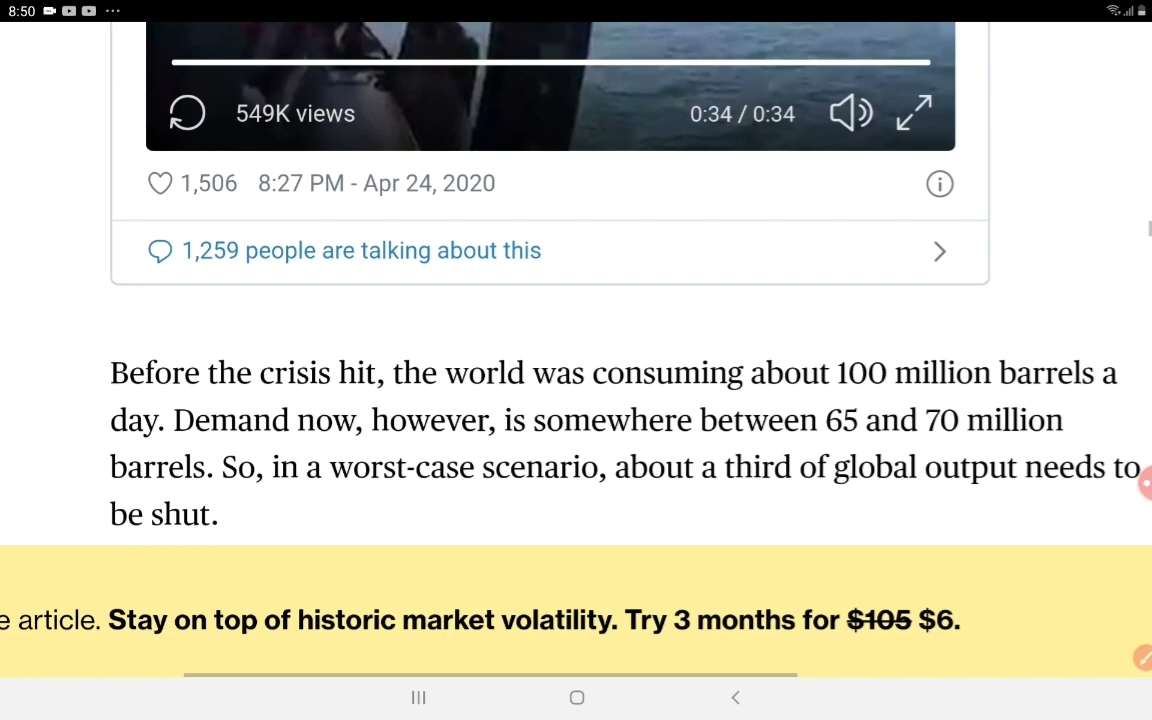 8:50
549K views
0:34 / 0:34
1,506 8:27 PM - Apr 24, 2020
1,259 people are talking about this
Before the crisis hit, the world was consuming about 100 million barrels a
day. Demand now, however, is somewhere between 65 and 70 million
barrels. So, in a worst-case scenario, about a third of global output needs to
be shut.
e article. Stay on top of historic market volatility. Try 3 months for $105 $6.